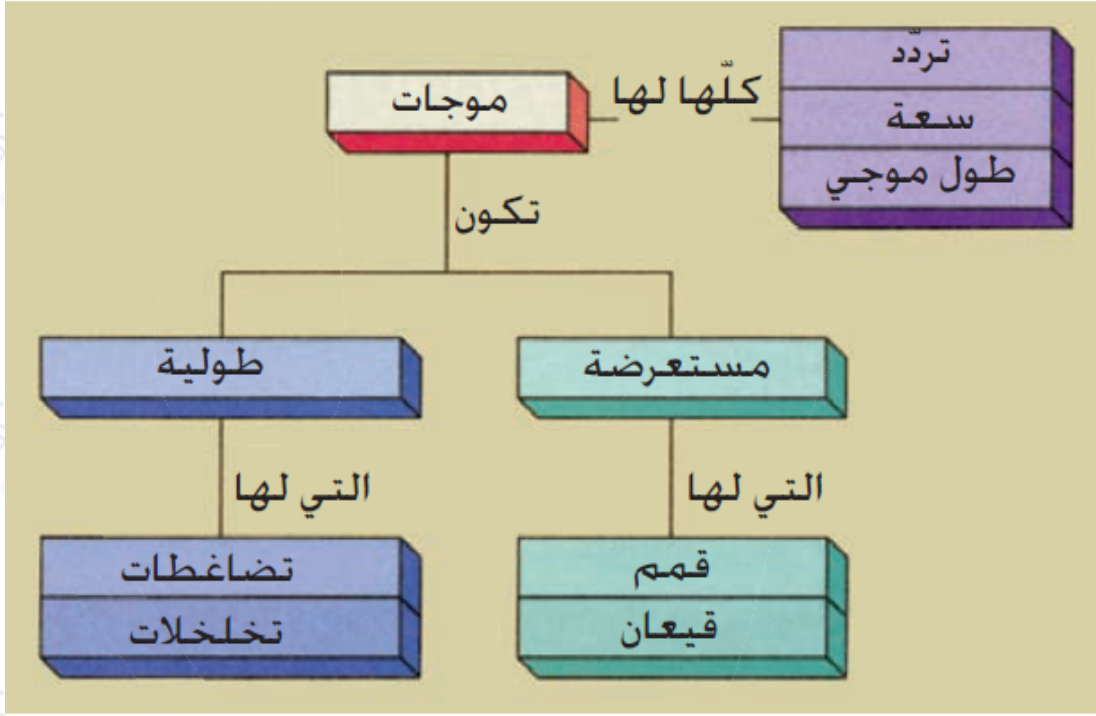 تردّد
كلّها لها
موجات
سعة
طول موجي
تكون
مستعرضة
طولية
التي لها
التي لها
قمم
قيعان
تضاغطات
تخلخلات